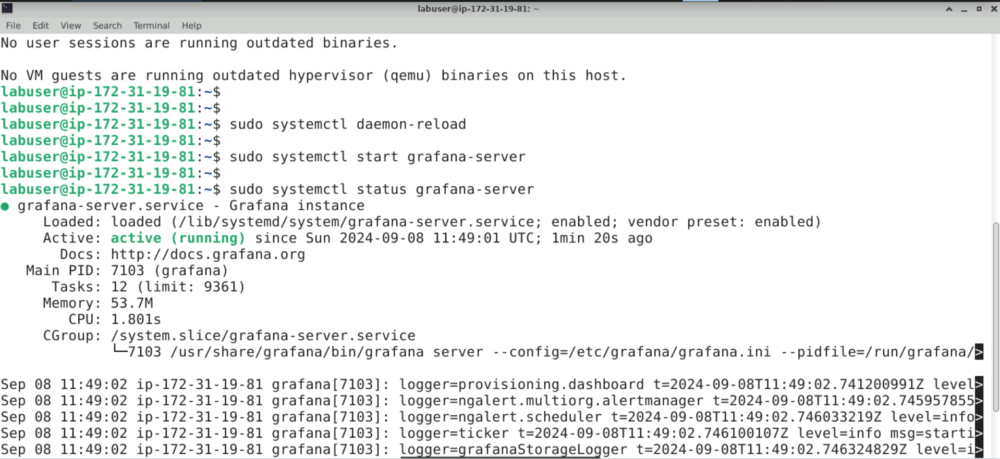 labuser@ip-172-31-19-81: ~
File Edit View Search Terminal Help
No user sessions are running outdated binaries.
No VM guests are running outdated hypervisor (qemu) binaries on this host.
labuser@ip-172-31-19-81:~$
labuser@ip-172-31-19-81:~$
labuser@ip-172-31-19-81:~$ sudo systemctl daemon-reload
labuser@ip-172-31-19-81:~$
labuser@ip-172-31-19-81:~$ sudo systemctl start grafana-server
labuser@ip-172-31-19-81:~$
labuser@ip-172-31-19-81:~$ sudo systemctl status grafana-server
● grafana-server.service - Grafana instance
Loaded: loaded (/lib/systemd/system/grafana-server.service; enabled; vendor preset: enabled)
Active: active (running) since Sun 2024-09-08 11:49:01 UTC; 1min 20s ago
Docs: http://docs.grafana.org
Main PID: 7103 (grafana)
Tasks: 12 (limit: 9361)
Memory: 53.7M
CPU: 1.801s
CGroup: /system.slice/grafana-server.service
└─7103 /usr/share/grafana/bin/grafana server --config=/etc/grafana/grafana.ini --pidfile=/run/grafana/>
Sep 08 11:49:02 ip-172-31-19-81 grafana[7103]: logger=provisioning.dashboard t=2024-09-08T11:49:02.741200991Z level>
Sep 08 11:49:02 ip-172-31-19-81 grafana[7103]: logger=ngalert.multiorg.alertmanager t=2024-09-08T11:49:02.745957855>
Sep 08 11:49:02 ip-172-31-19-81 grafana[7103]: logger=ngalert.scheduler t=2024-09-08T11:49:02.746033219Z level=info>
Sep 08 11:49:02 ip-172-31-19-81 grafana[7103]: logger=ticker t=2024-09-08T11:49:02.746100107Z level=info msg=starti>
Sep 08 11:49:02 ip-172-31-19-81 grafana[7103]: logger=grafanaStorageLogger t=2024-09-08T11:49:02.746324829Z level=i>